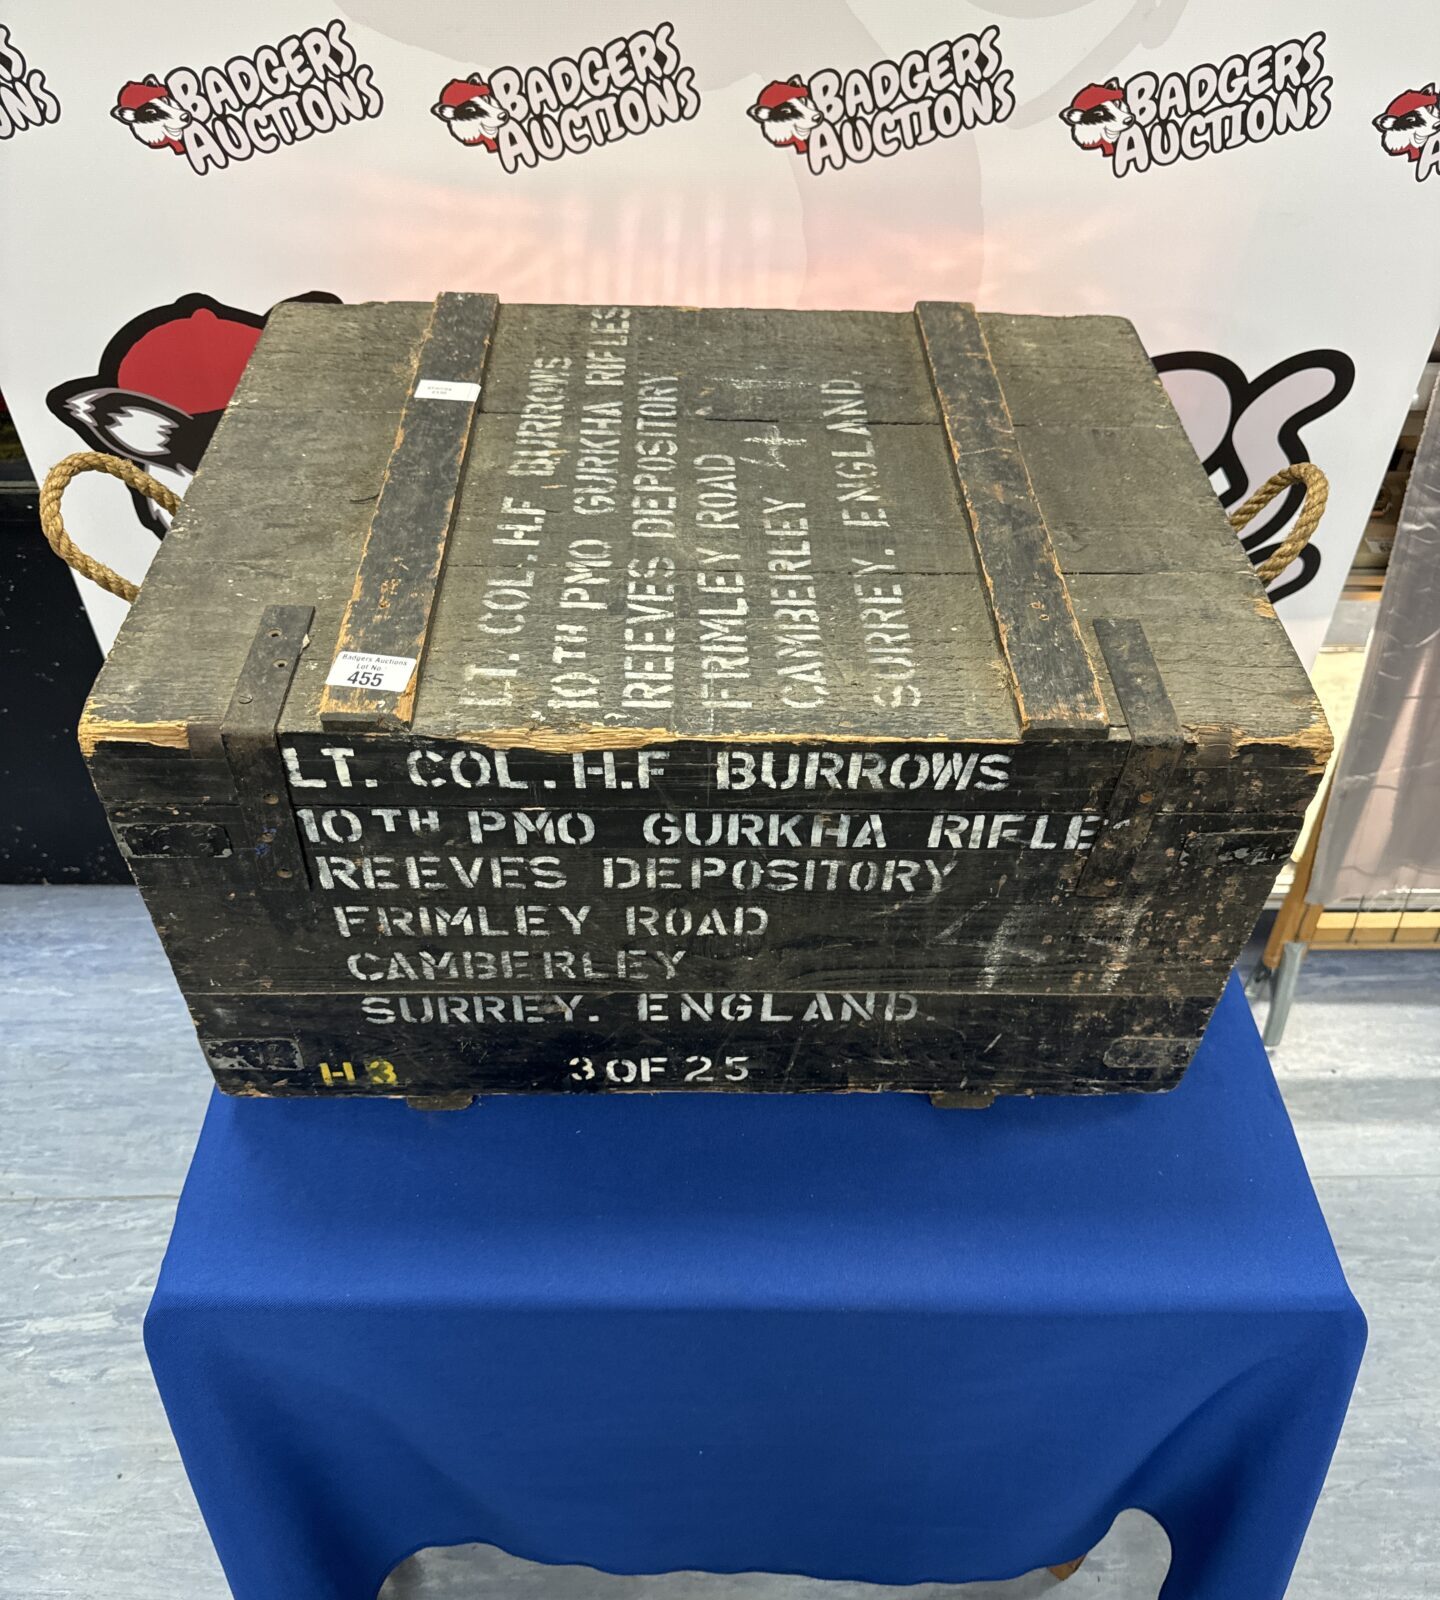 BADGERS
AUCTIONS
BADGERS
AUCTIONS
BADGERS
AUCTIONS
BADGERS
AUCTIONS
LT. COL. H.F BURROWS
10TH PMO GURKHA RIFLES
REEVES DEPOSITORY
FRIMLEY ROAD
CAMBERLEY
SURREY. ENGLAND.
Badgers Auctions
Lot No
455
LT. COL. H.F BURROWS
10TH PMO GURKHA RIFLE
REEVES DEPOSITORY
FRIMLEY ROAD
CAMBERLEY
SURREY. ENGLAND.
H3 3 OF 25